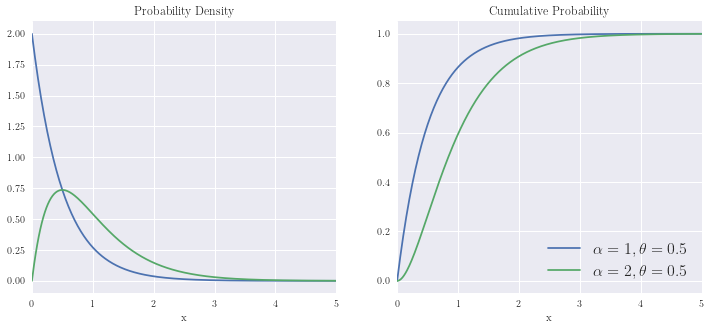 Probability Density
2.00
1.75
1.50
1.25
1.00
0.75
0.50
0.25
0.00
0 1 2 3 4 5
x
Cumulative Probability
1.0
0.8
0.6
0.4
0.2
0.0
α = 1, θ = 0.5
α = 2, θ = 0.5
0 1 2 3 4 5
x